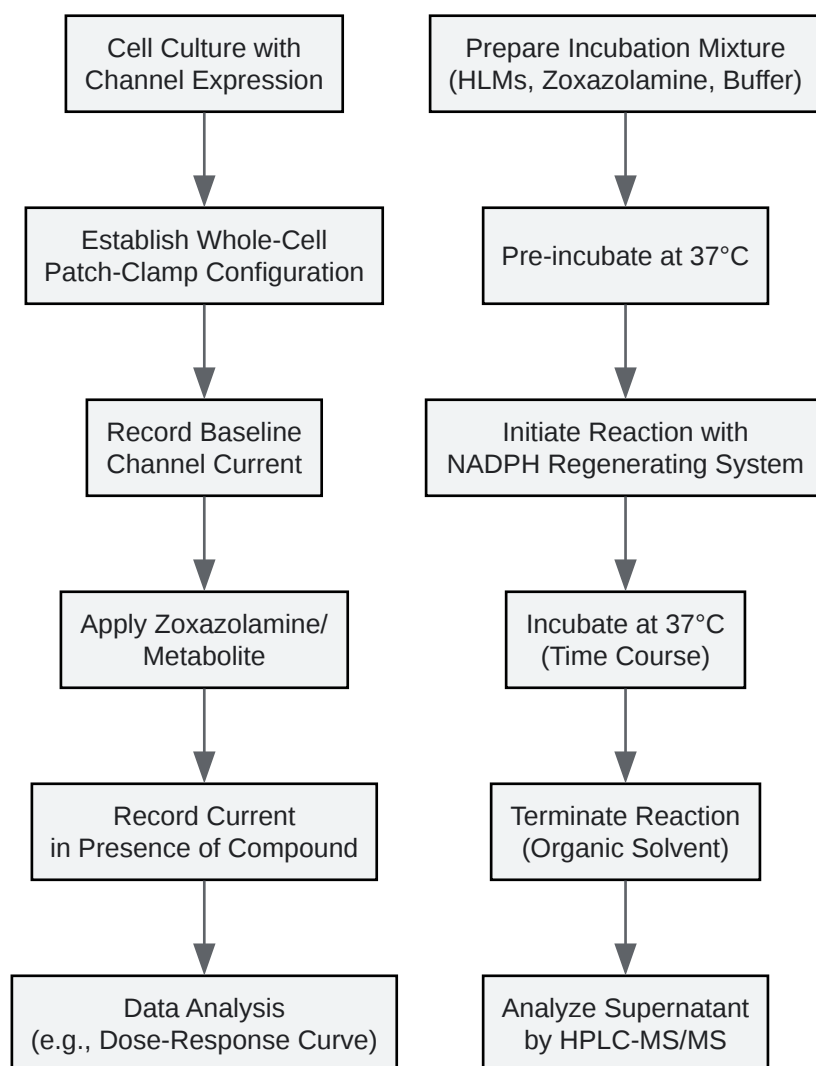 Cell Culture with
Channel Expression
Establish Whole-Cell
Patch-Clamp Configuration
Record Baseline
Channel Current
Apply Zoxazolamine/
Metabolite
Record Current
in Presence of Compound
Data Analysis
(e.g., Dose-Response Curve)
Prepare Incubation Mixture
(HLMs, Zoxazolamine, Buffer)
Pre-incubate at 37°C
Initiate Reaction with
NADPH Regenerating System
Incubate at 37°C
(Time Course)
Terminate Reaction
(Organic Solvent)
Analyze Supernatant
by HPLC-MS/MS